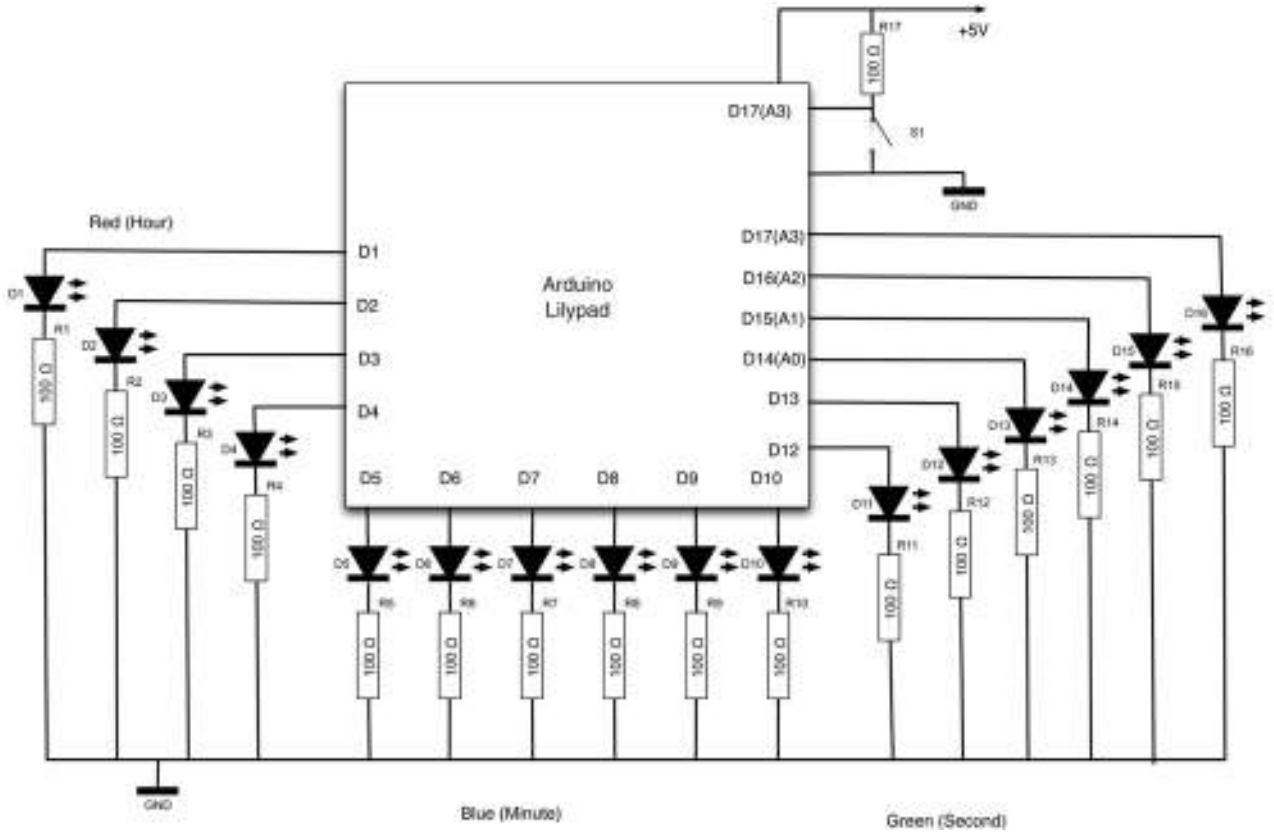 R17
+5V
100 Ω
D17(A3)
S1
GND
Red (Hour)
D1
D17(A3)
D16(A2)
Arduino
Lilypad
D1
R1
100 Ω
D2
D15(A1)
D16
R16
100 Ω
D2
R2
100 Ω
D3
D14(A0)
D15
R15
100 Ω
D3
R3
100 Ω
D4
D13
D14
R14
100 Ω
D4
R4
100 Ω
D12
D13
R13
100 Ω
D5
D6
D7
D8
D9
D10
D12
R12
100 Ω
D11
R11
100 Ω
D5
R5
100 Ω
D6
R6
100 Ω
D7
R7
100 Ω
D8
R8
100 Ω
D9
R9
100 Ω
D10
R10
100 Ω
GND
Blue (Minute)
Green (Second)